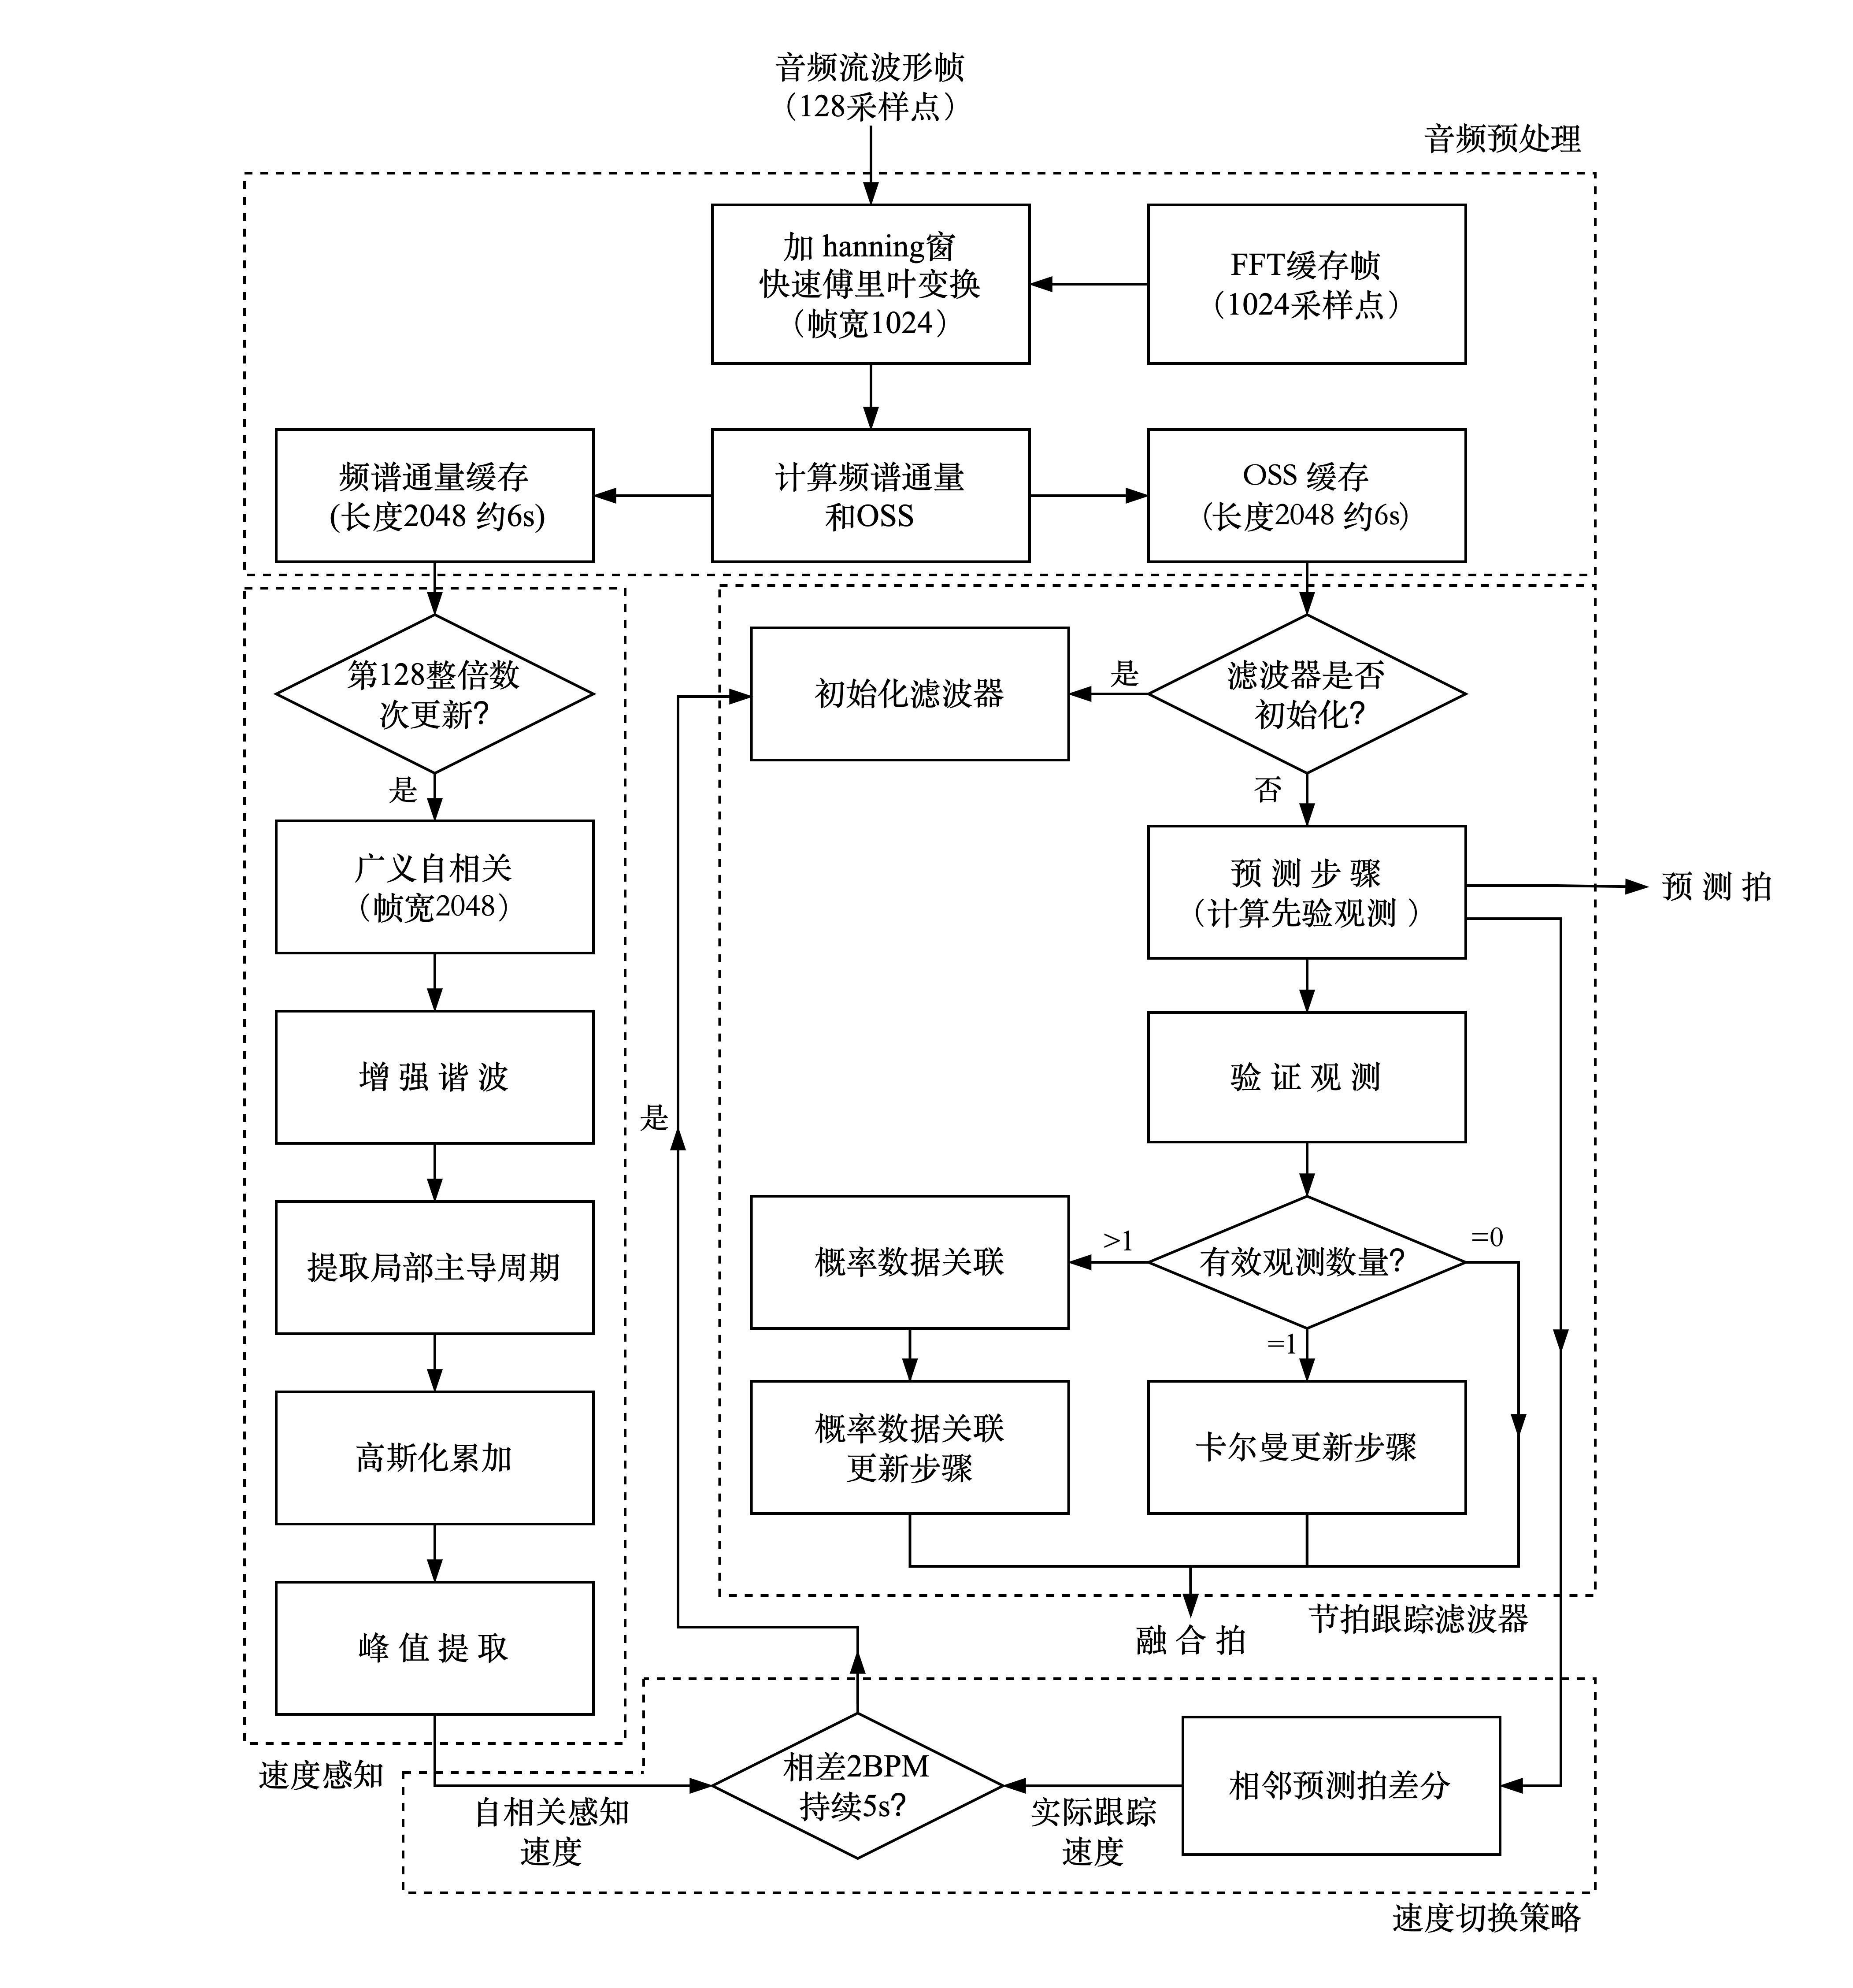 音频流波形帧
（128采样点）
音频预处理
加 hanning窗
快速傅里叶变换
（帧宽1024）
FFT缓存帧
（1024采样点）
频谱通量缓存
(长度2048 约6s)
计算频谱通量
和OSS
OSS 缓存
(长度2048 约6s)
第128整倍数
次更新?
是
广义自相关
（帧宽2048）
增 强 谐 波
提取局部主导周期
高斯化累加
峰 值 提 取
速度感知
初始化滤波器
是
滤波器是否
初始化?
否
预 测 步 骤
（计算先验观测 ）
预 测 拍
验 证 观 测
是
概率数据关联
>1
有效观测数量?
=0
=1
概率数据关联
更新步骤
卡尔曼更新步骤
节拍跟踪滤波器
融 合 拍
自相关感知
速度
相差2BPM
持续5s?
实际跟踪
速度
相邻预测拍差分
速度切换策略